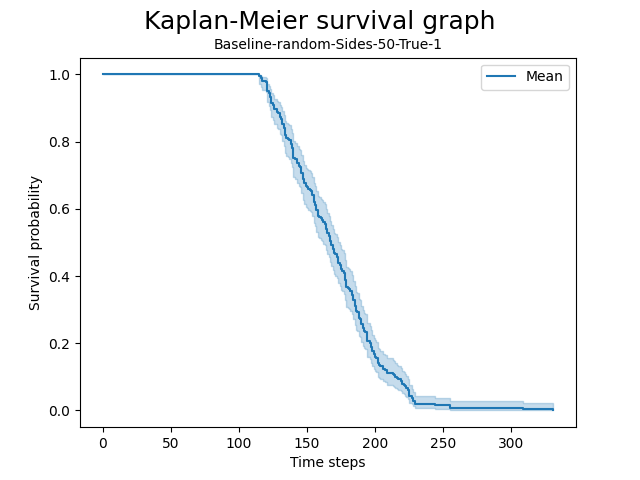 Kaplan-Meier survival graph
Baseline-random-Sides-50-True-1
Mean
1.0
0.8
0.6
0.4
0.2
0.0
Survival probability
0 50 100 150 200 250 300
Time steps